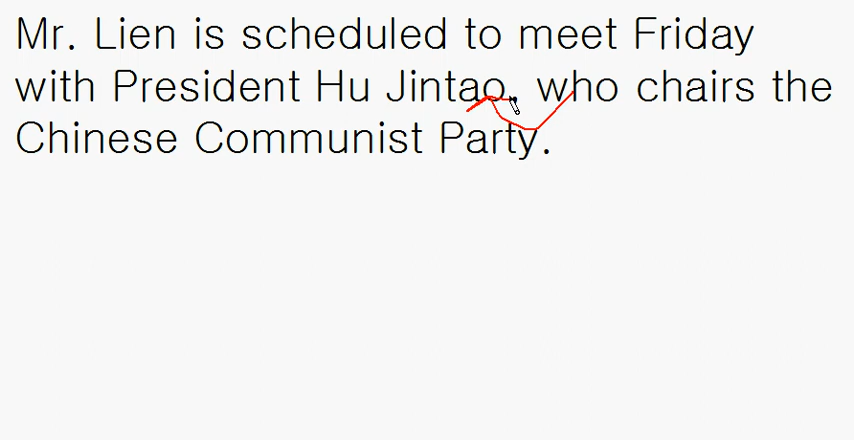 Mr. Lien is scheduled to meet Friday
with President Hu Jintao, who chairs the
Chinese Communist Party.